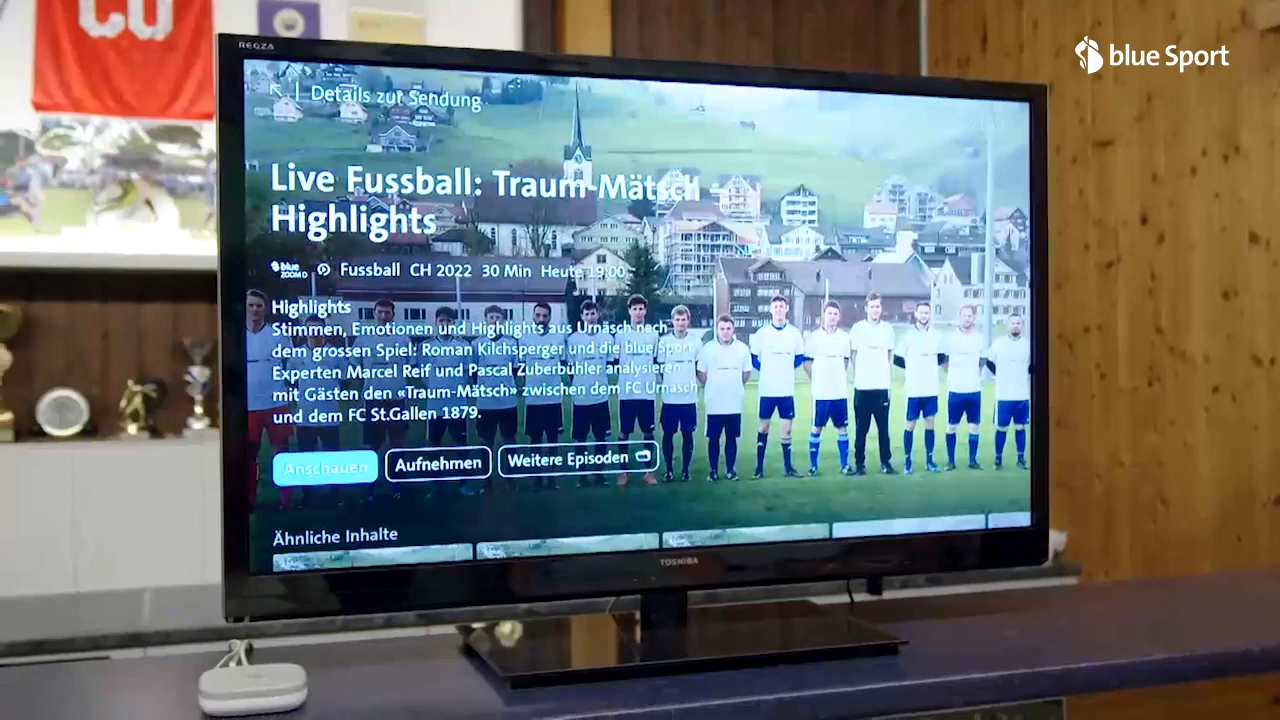 CO
REGZA
blue Sport
Details zur Sendung
Live Fussball: Traum-Mätsch
Highlights
blue ZOOM D Fussball CH 2022 30 Min Heute 19:00
Highlights
Stimmen, Emotionen und Highlights aus Urnäsch nach
dem grossen Spiel: Roman Kilchsperger und die blue Sport
Experten Marcel Reif und Pascal Zuberbühler analysieren
mit Gästen den «Traum-Mätsch» zwischen dem FC Urnäsch
und dem FC St.Gallen 1879.
Anschauen
Aufnehmen
Weitere Episoden
Ähnliche Inhalte
TOSHIBA